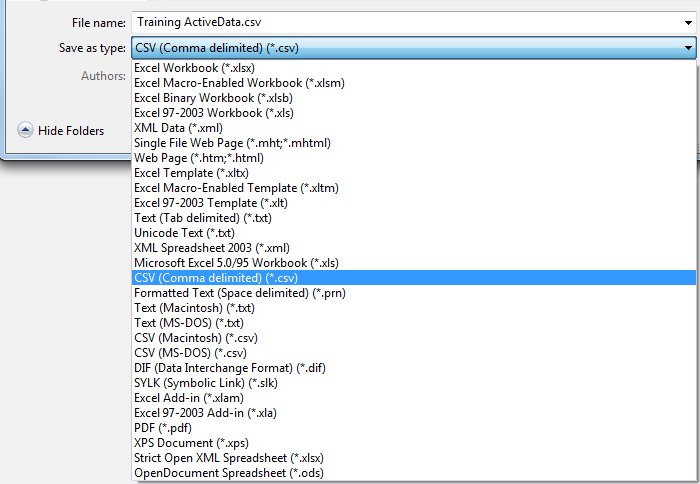 File name: Training ActiveData.csv
Save as type: CSV (Comma delimited) (*.csv)
Authors:
Hide Folders
Excel Workbook (*.xlsx)
Excel Macro-Enabled Workbook (*.xlsm)
Excel Binary Workbook (*.xlsb)
Excel 97-2003 Workbook (*.xls)
XML Data (*.xml)
Single File Web Page (*.mht;*.mhtml)
Web Page (*.htm;*.html)
Excel Template (*.xltx)
Excel Macro-Enabled Template (*.xltm)
Excel 97-2003 Template (*.xlt)
Text (Tab delimited) (*.txt)
Unicode Text (*.txt)
XML Spreadsheet 2003 (*.xml)
Microsoft Excel 5.0/95 Workbook (*.xls)
CSV (Comma delimited) (*.csv)
Formatted Text (Space delimited) (*.prn)
Text (Macintosh) (*.txt)
Text (MS-DOS) (*.txt)
CSV (Macintosh) (*.csv)
CSV (MS-DOS) (*.csv)
DIF (Data Interchange Format) (*.dif)
SYLK (Symbolic Link) (*.slk)
Excel Add-in (*.xlam)
Excel 97-2003 Add-in (*.xla)
PDF (*.pdf)
XPS Document (*.xps)
Strict Open XML Spreadsheet (*.xlsx)
OpenDocument Spreadsheet (*.ods)